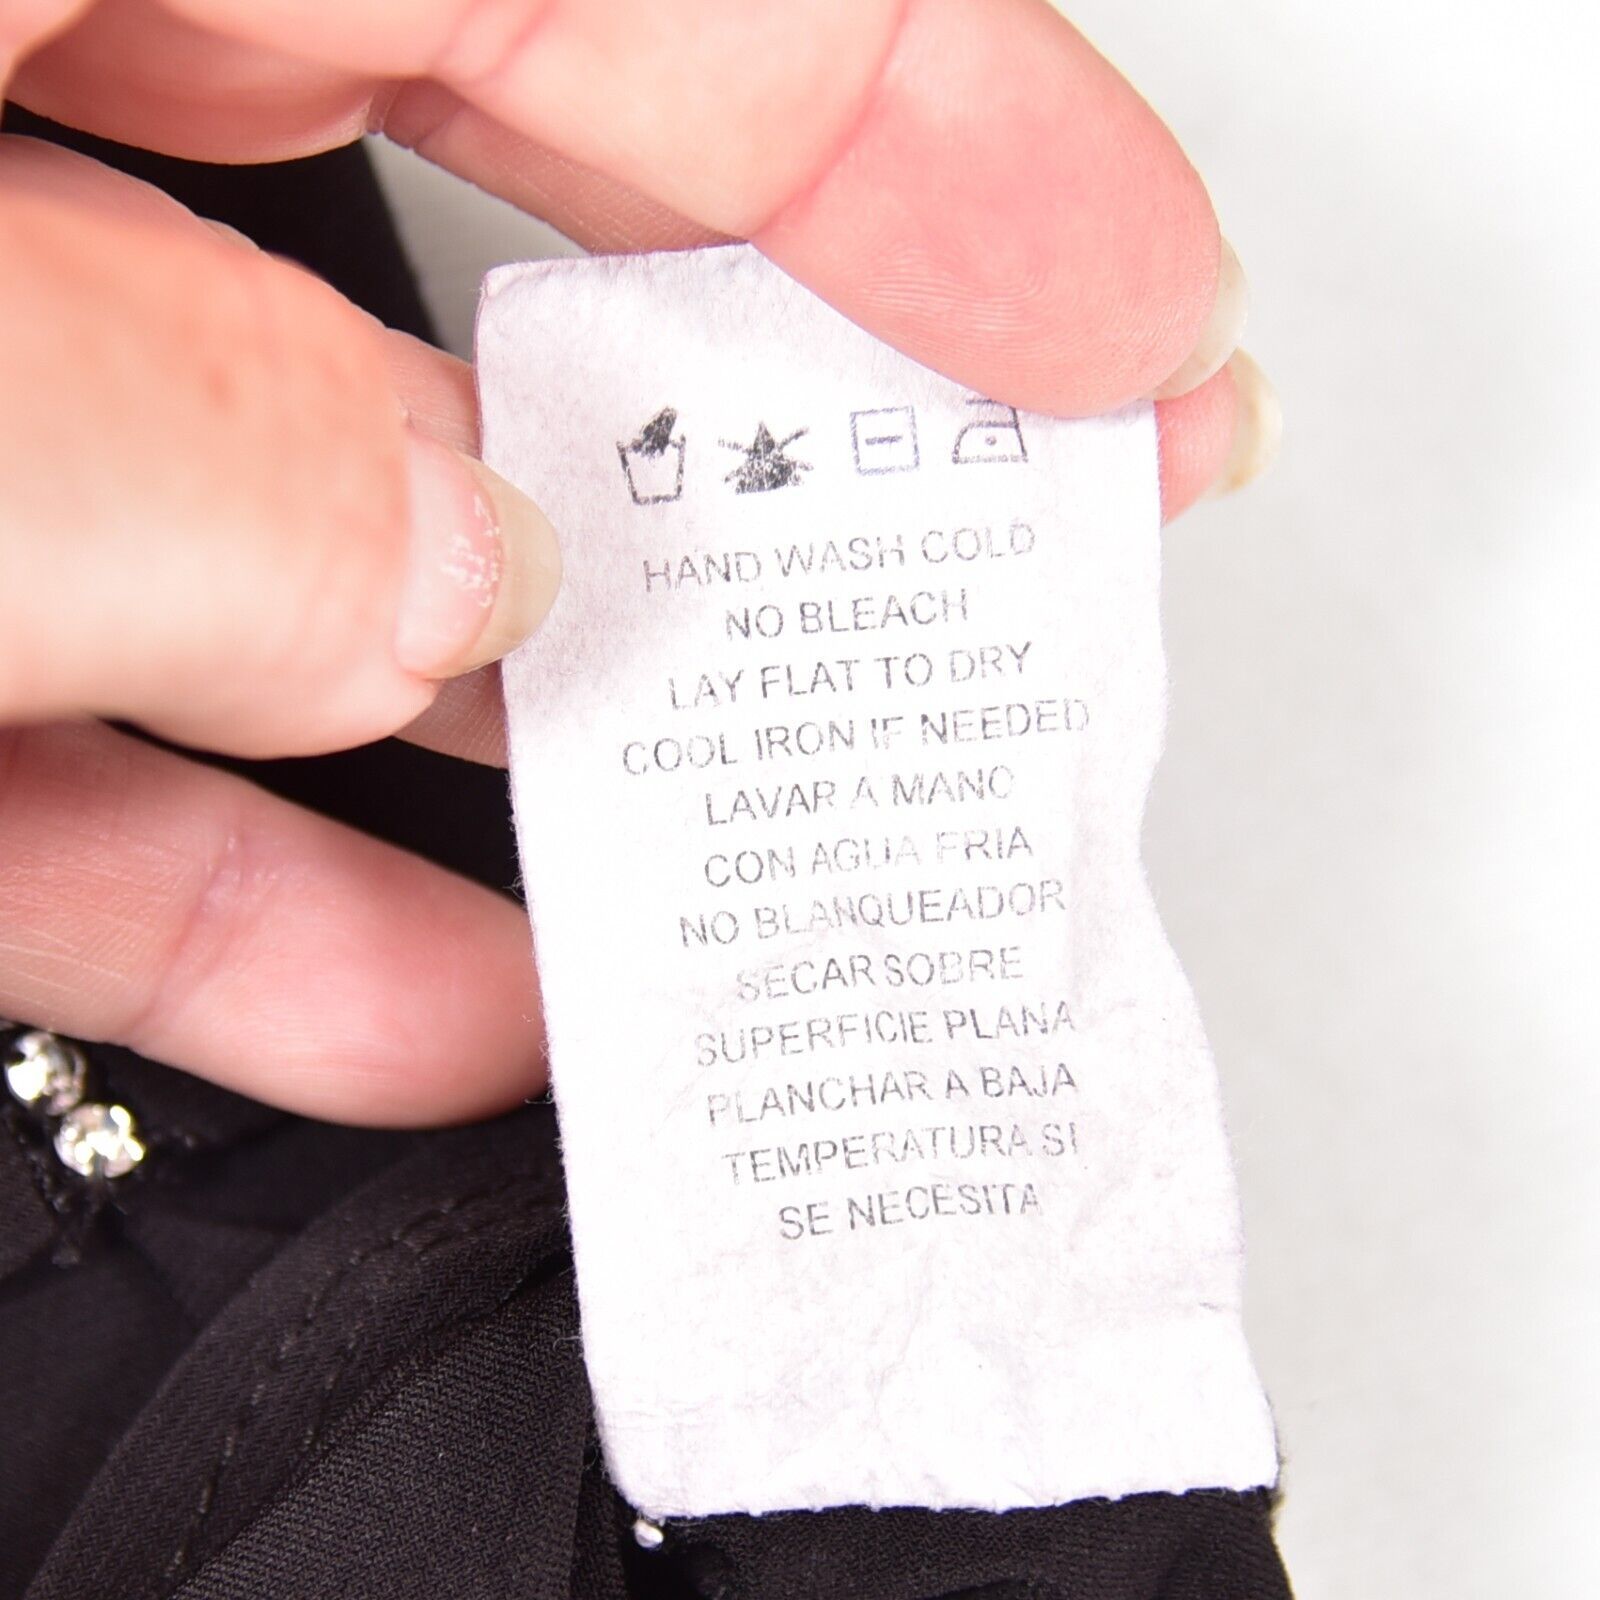 HAND WASH COLD
NO BLEACH
LAY FLAT TO DRY
COOL IRON IF NEEDED
LAVAR A MANO
CON AGUA FRIA
NO BLANQUEADOR
SECAR SOBRE
SUPERFICIE PLANA
PLANCHAR A BAJA
TEMPERATURA SI
SE NECESITA